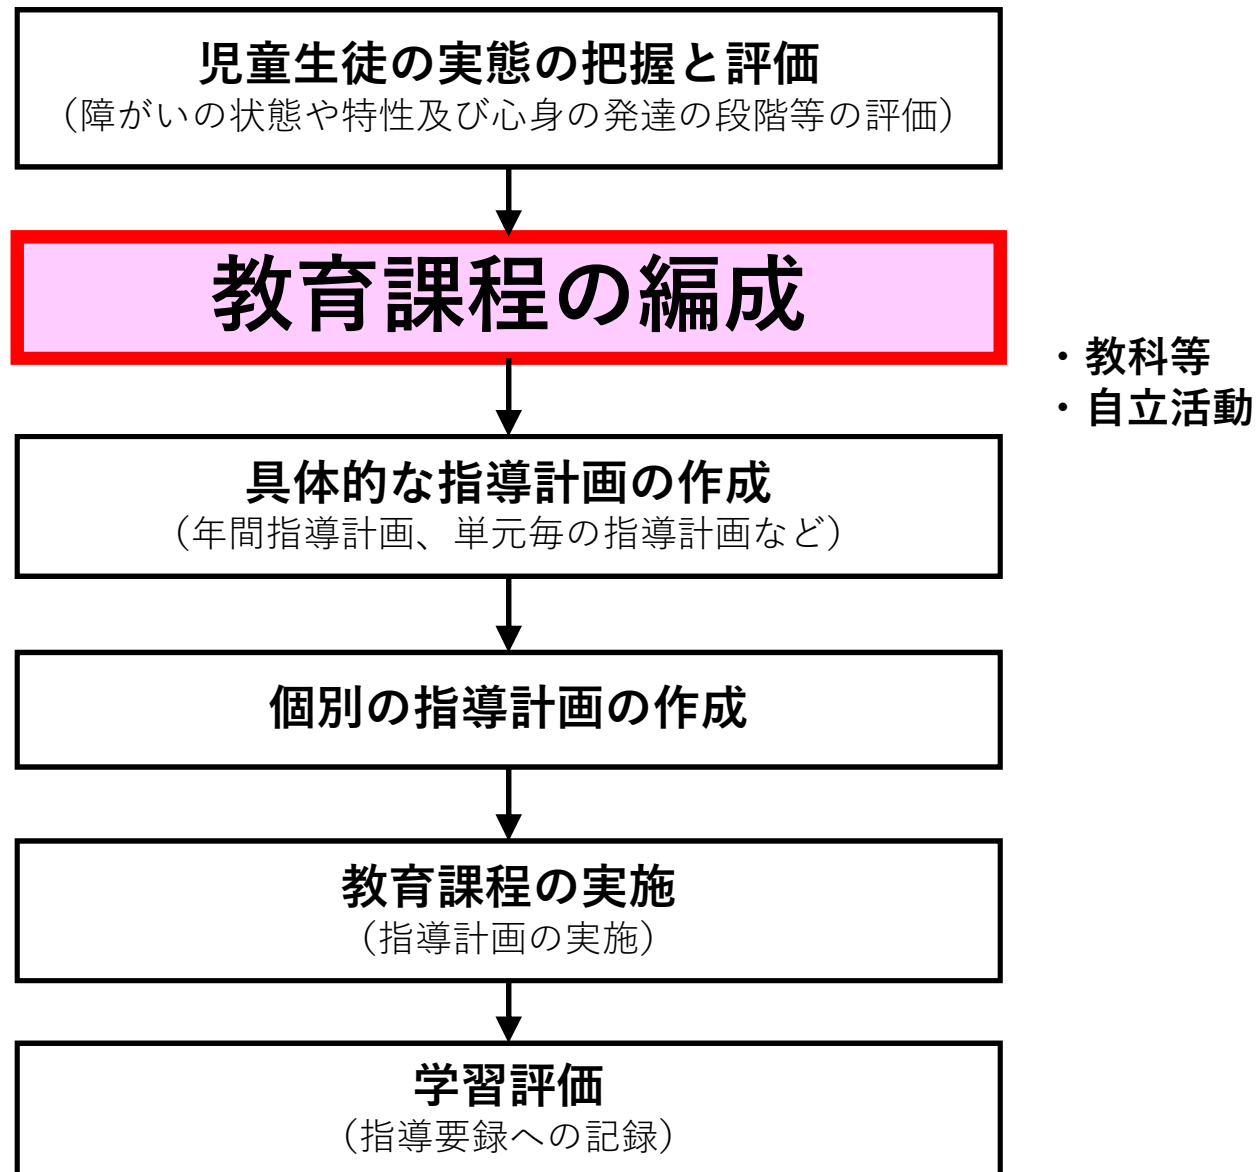 児童生徒の実態の把握と評価
（障がいの状態や特性及び心身の発達の段階等の評価）
教育課程の編成
・教科等
・自立活動
具体的な指導計画の作成
（年間指導計画、単元毎の指導計画など）
個別の指導計画の作成
教育課程の実施
（指導計画の実施）
学習評価
（指導要録への記録）